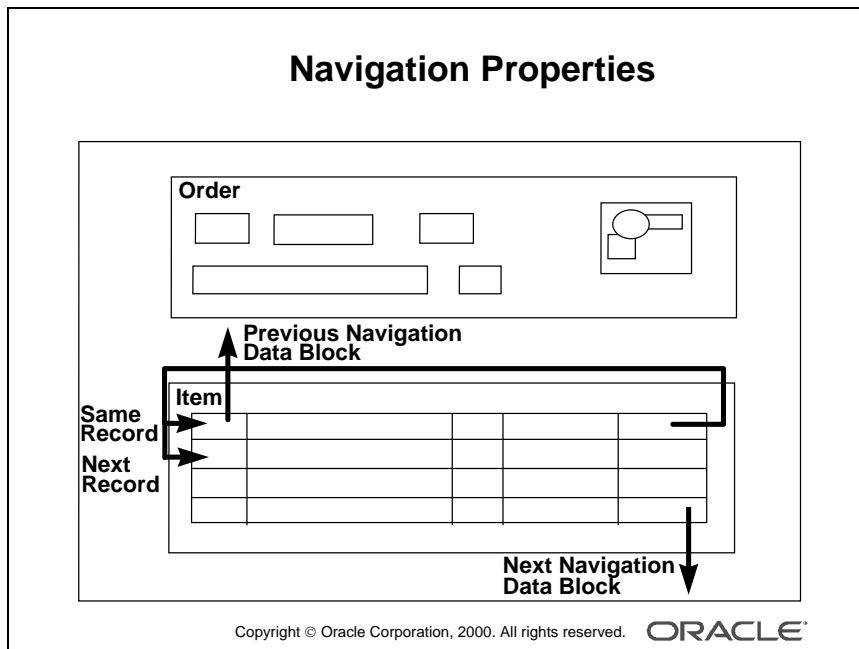 Navigation Properties
Order
Previous Navigation
Data Block
Item
Same
Record
Next
Record
Next Navigation
Data Block
Copyright © Oracle Corporation, 2000. All rights reserved. ORACLE®